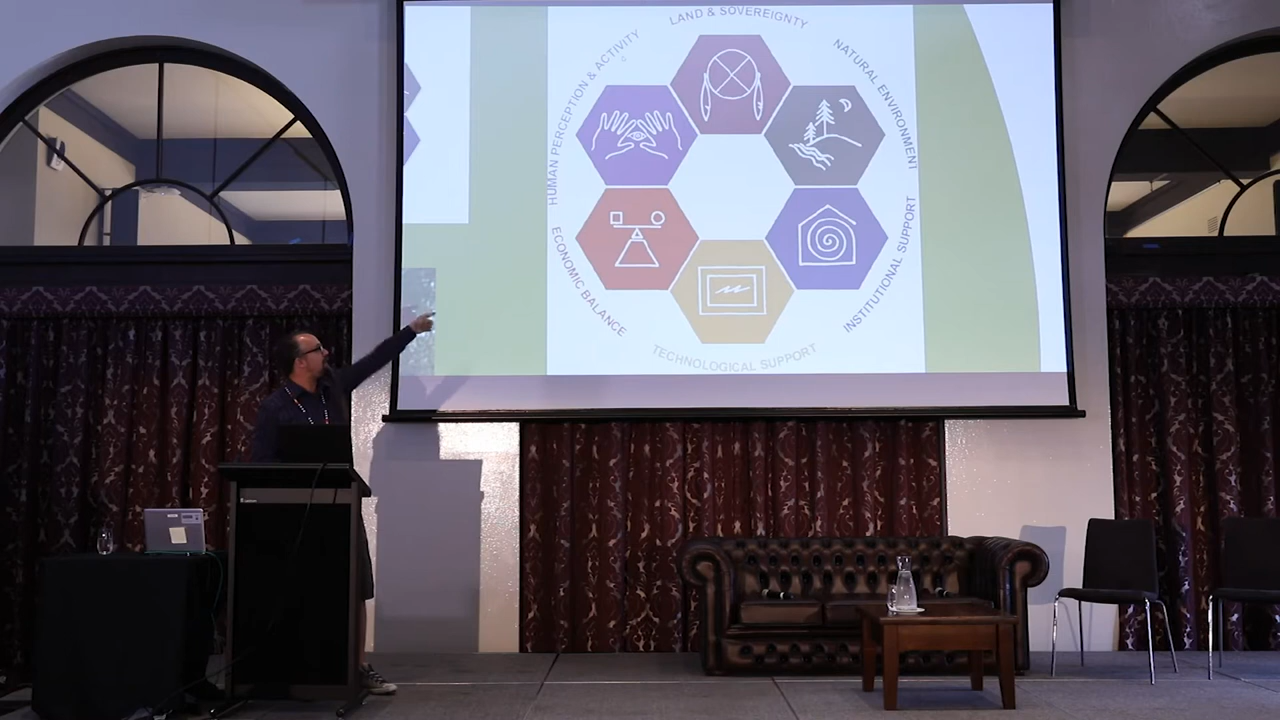 LAND & SOVEREIGNTY
NATURAL ENVIRONMENT
INSTITUTIONAL SUPPORT
TECHNOLOGICAL SUPPORT
ECONOMIC BALANCE
HUMAN PERCEPTION & ACTIVITY